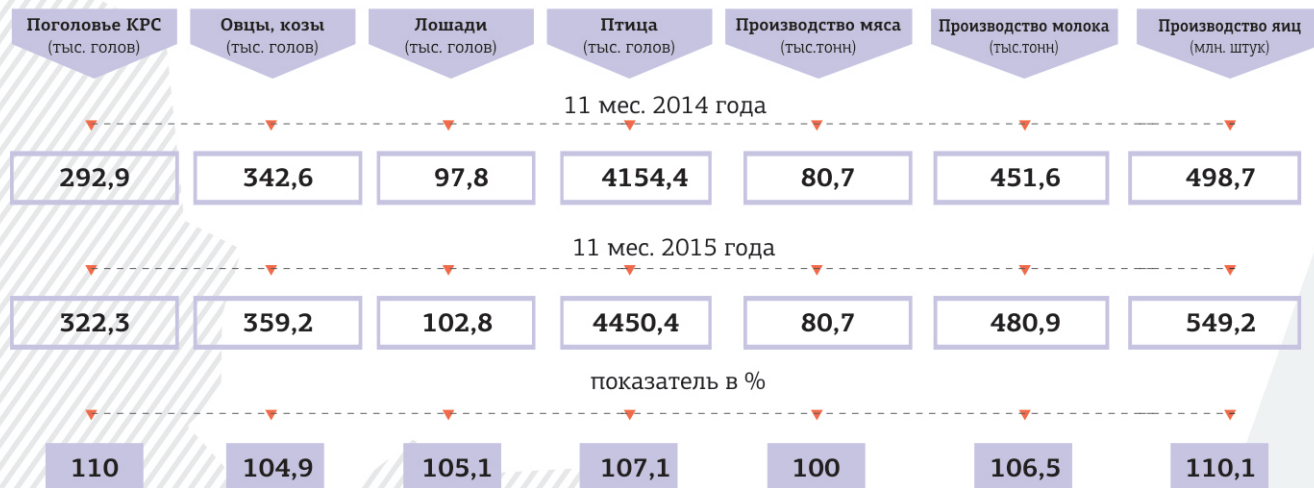 Поголовье КРС Овцы, козы Лошади Птица Производство мяса Производство молока Производство яиц
(тыс. голов) (тыс. голов) (тыс. голов) (тыс. голов) (тыс.тонн) (тыс.тонн) (млн. штук)
11 мес. 2014 года
292,9 342,6 97,8 4154,4 80,7 451,6 498,7
11 мес. 2015 года
322,3 359,2 102,8 4450,4 80,7 480,9 549,2
показатель в %
110 104,9 105,1 107,1 100 106,5 110,1